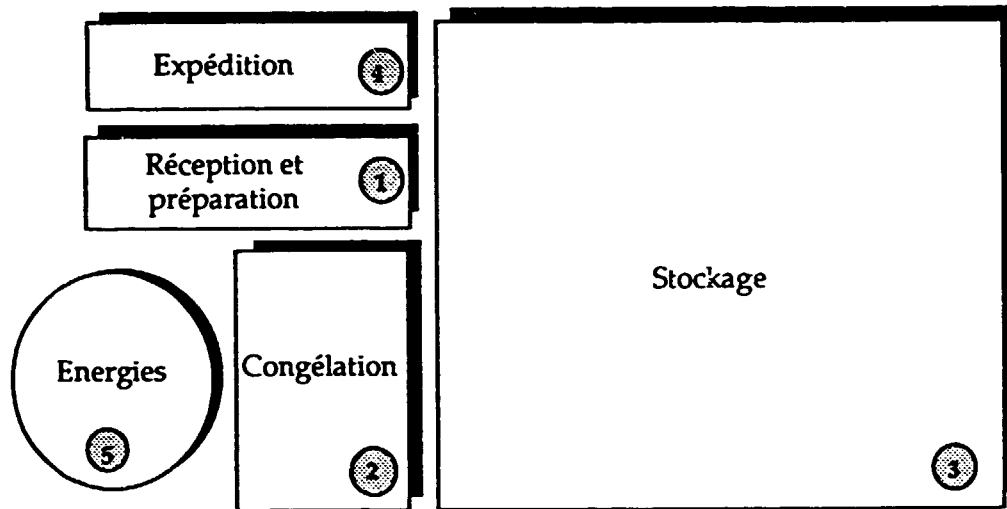 Expédition
4
Réception et
préparation
1
Stockage
3
Energies
5
Congélation
2